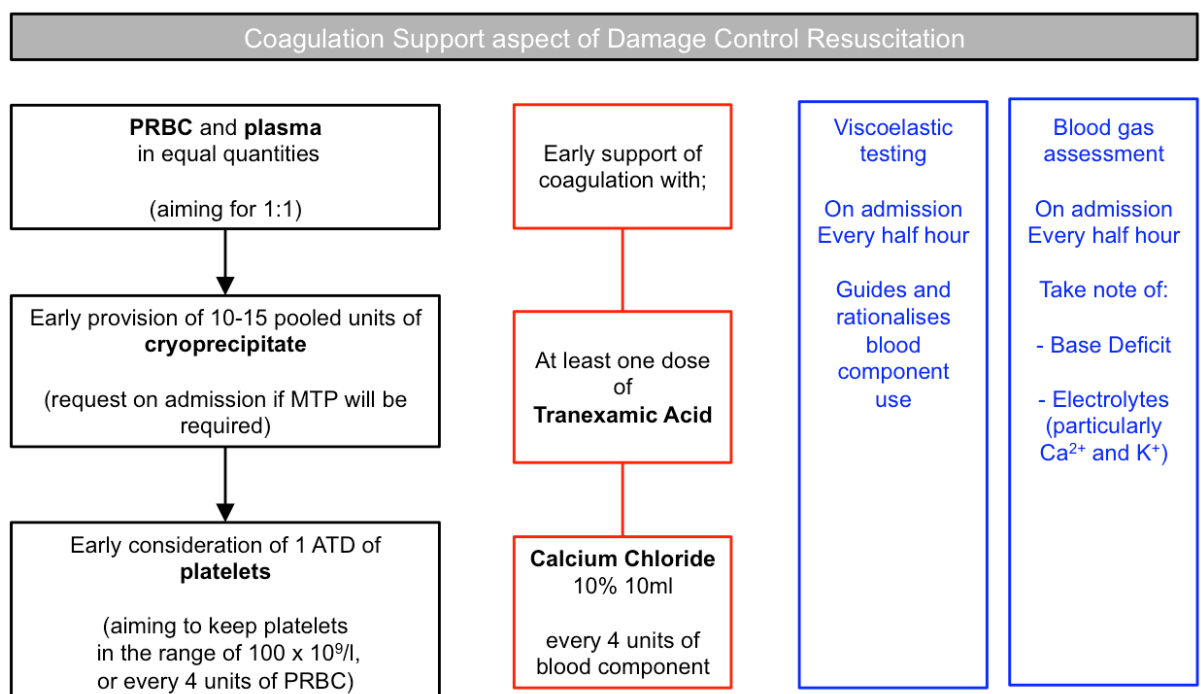 Coagulation Support aspect of Damage Control Resuscitation
PRBC and plasma
in equal quantities
(aiming for 1:1)
Early provision of 10-15 pooled units of
cryoprecipitate
(request on admission if MTP will be
required)
Early consideration of 1 ATD of
platelets
(aiming to keep platelets
in the range of 100 x 10⁹/l,
or every 4 units of PRBC)
Early support of
coagulation with;
At least one dose
of
Tranexamic Acid
Calcium Chloride
10% 10ml
every 4 units of
blood component
Viscoelastic
testing
On admission
Every half hour
Guides and
rationalises
blood
component
use
Blood gas
assessment
On admission
Every half hour
Take note of:
- Base Deficit
- Electrolytes
(particularly
Ca²⁺ and K⁺)